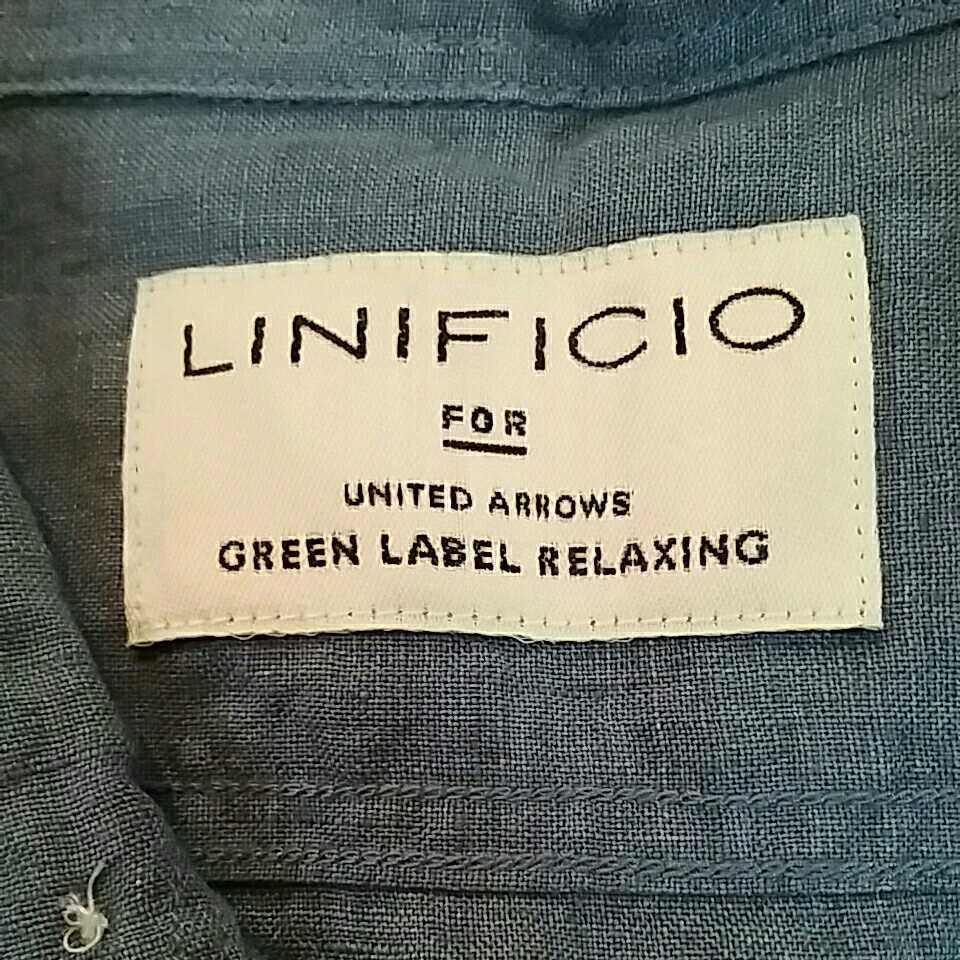 LINIFICIO
FOR
UNITED ARROWS
GREEN LABEL RELAXING